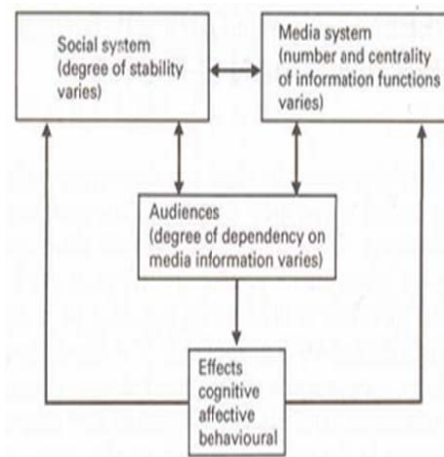 Social system
(degree of stability
varies)
Media system
(number and centrality
of information functions
varies)
Audiences
(degree of dependency on
media information varies)
Effects
cognitive
affective
behavioural